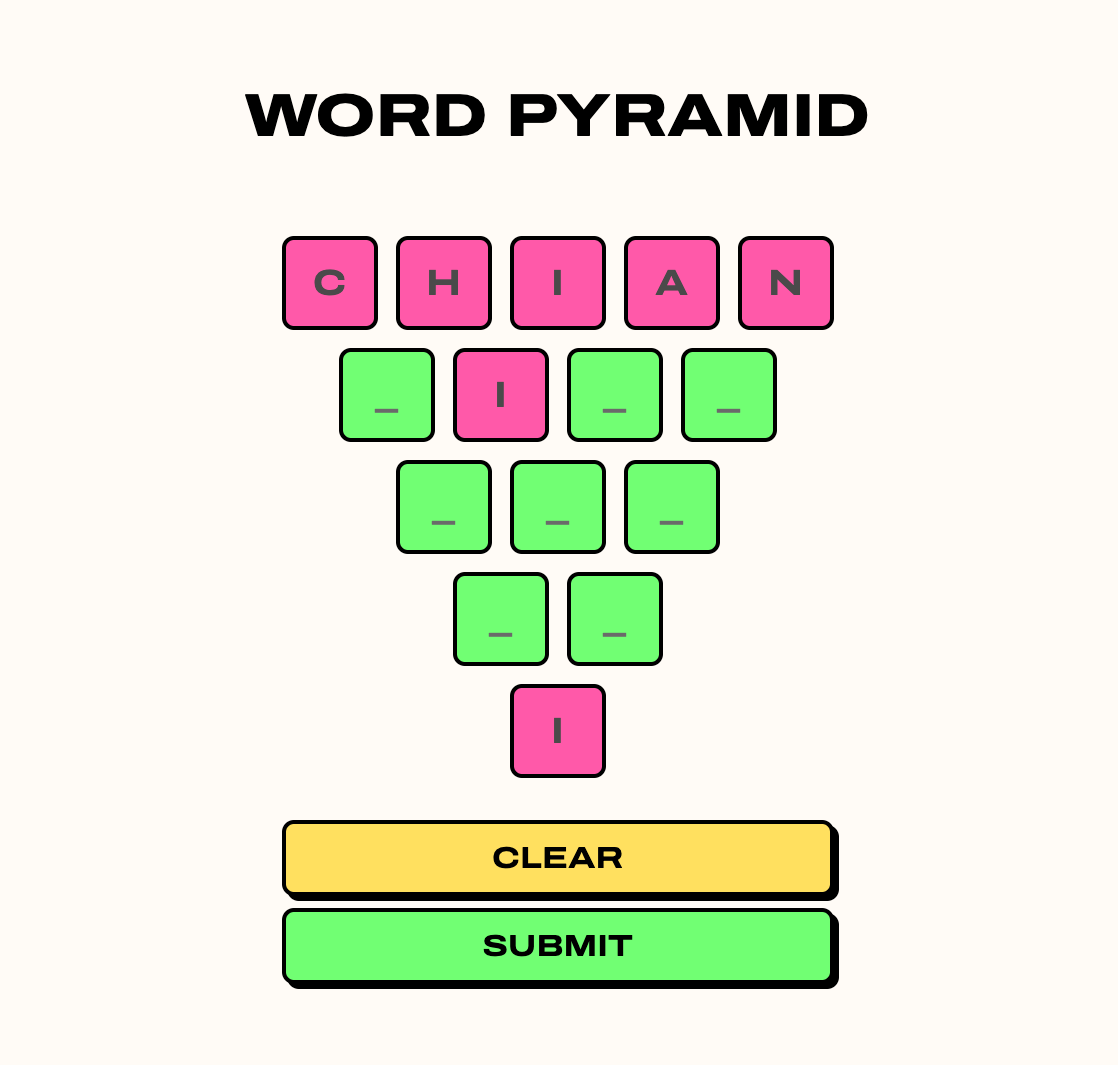 WORD PYRAMID
C H I A N
_ I _ _
_ _ _
_ _
I
CLEAR
SUBMIT